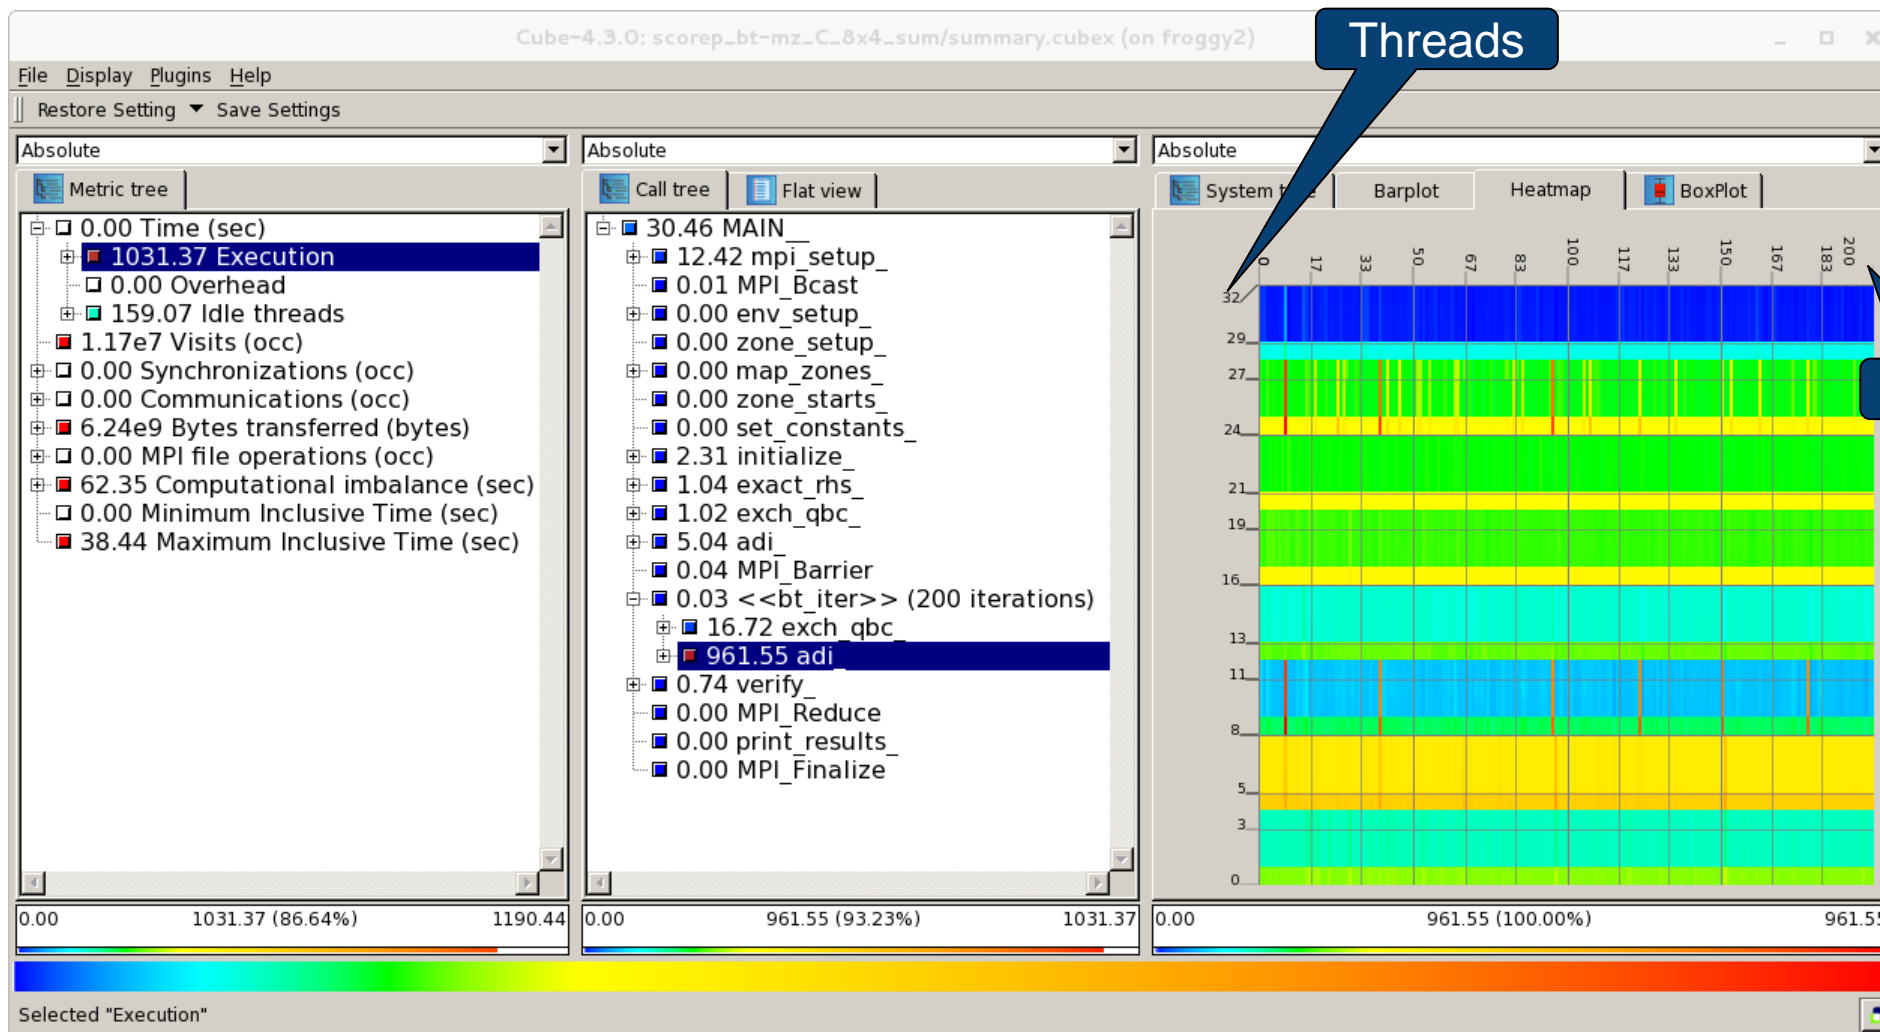 Cube-4.3.0: scorep_bt-mz_C_8x4_sum/summary.cubex (on froggy2)
Threads
File Display Plugins Help
Restore Setting Save Settings
Absolute
Metric tree
0.00 Time (sec)
1031.37 Execution
0.00 Overhead
159.07 Idle threads
1.17e7 Visits (occ)
0.00 Synchronizations (occ)
0.00 Communications (occ)
6.24e9 Bytes transferred (bytes)
0.00 MPI file operations (occ)
62.35 Computational imbalance (sec)
0.00 Minimum Inclusive Time (sec)
38.44 Maximum Inclusive Time (sec)
0.00 1031.37 (86.64%) 1190.44
Absolute
Call tree Flat view
30.46 MAIN__
12.42 mpi_setup_
0.01 MPI_Bcast
0.00 env_setup_
0.00 zone_setup_
0.00 map_zones_
0.00 zone_starts_
0.00 set_constants_
2.31 initialize_
1.04 exact_rhs_
1.02 exch_qbc_
5.04 adi_
0.04 MPI_Barrier
0.03 <<bt_iter>> (200 iterations)
16.72 exch_qbc_
961.55 adi_
0.74 verify_
0.00 MPI_Reduce
0.00 print_results_
0.00 MPI_Finalize
0.00 961.55 (93.23%) 1031.37
Absolute
System Barplot Heatmap BoxPlot
0 17 33 50 67 83 100 117 133 150 167 183 200
32
29
27
24
21
19
16
13
11
8
5
3
0
0.00 961.55 (100.00%) 961.55
Selected "Execution"